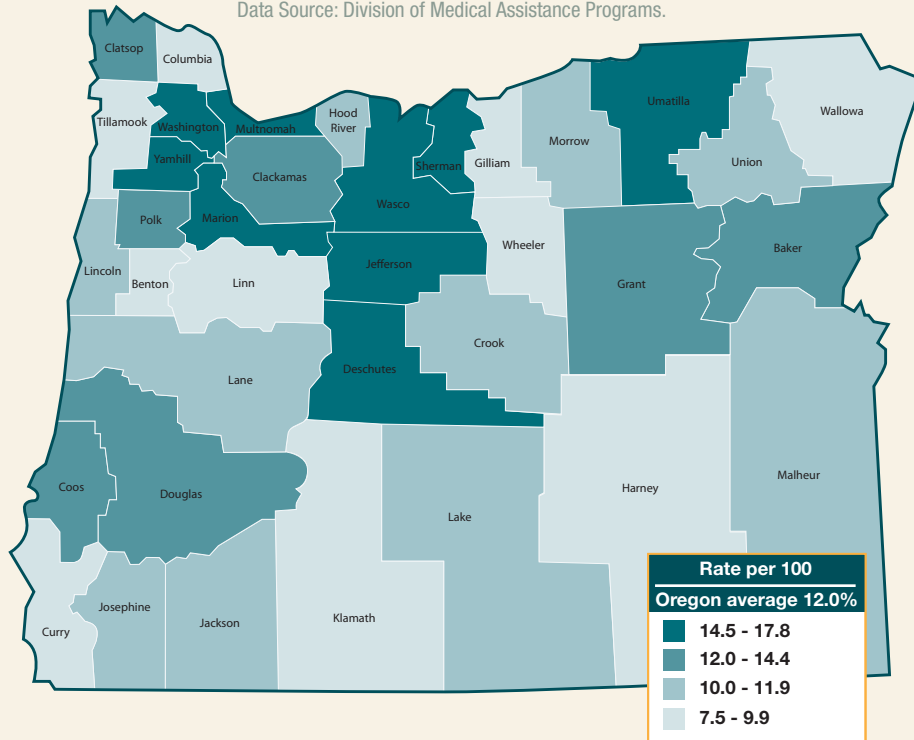 Data Source: Division of Medical Assistance Programs.
Clatsop
Columbia
Tillamook
Washington
Multnomah
Hood
River
Yamhill
Clackamas
Marion
Polk
Wasco
Sherman
Gilliam
Morrow
Umatilla
Union
Wallowa
Lincoln
Benton
Linn
Jefferson
Wheeler
Grant
Baker
Lane
Deschutes
Crook
Coos
Douglas
Lake
Harney
Malheur
Curry
Josephine
Jackson
Klamath
Rate per 100
Oregon average 12.0%
14.5 - 17.8
12.0 - 14.4
10.0 - 11.9
7.5 - 9.9